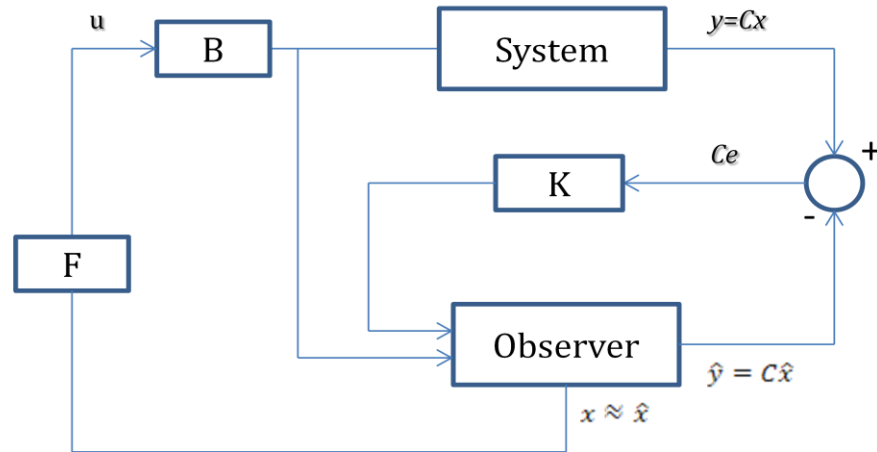 u
B
System
y=Cx
+
Ce
K
-
F
Observer
ŷ = Cx̂
x ≈ x̂